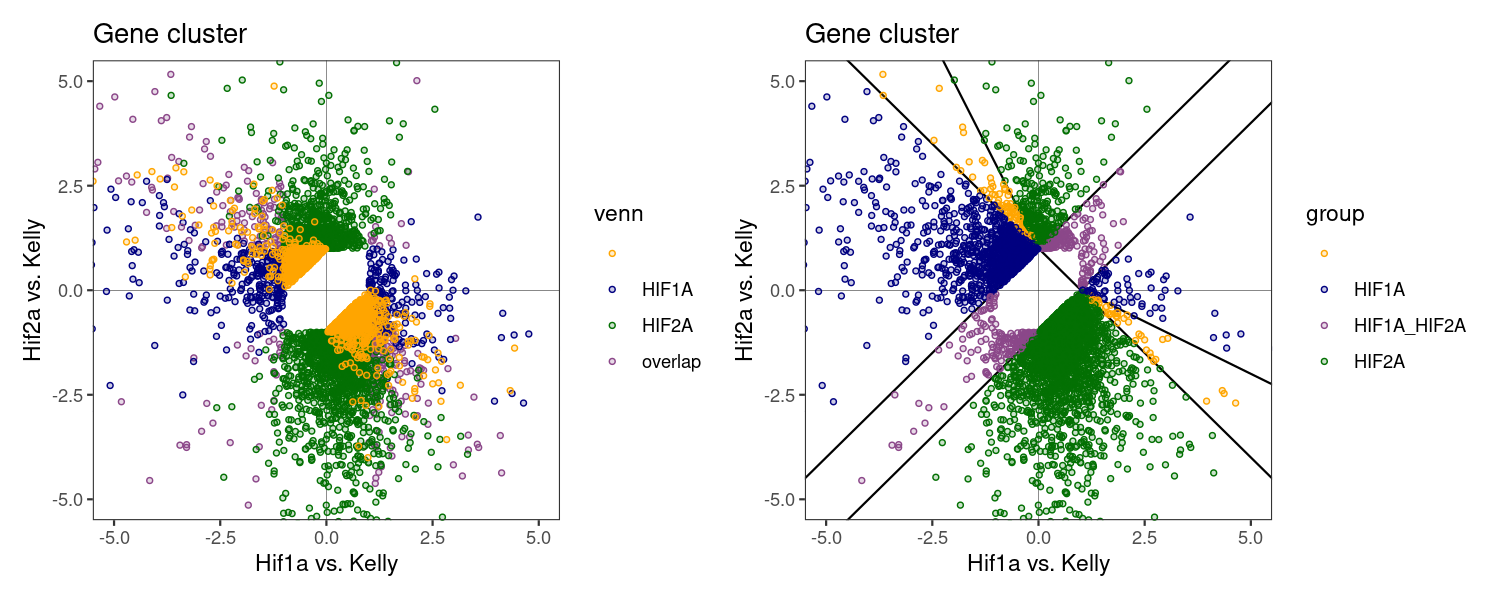 Gene cluster
Hif2a vs. Kelly
5.0
2.5
0.0
-2.5
-5.0
-5.0
-2.5
0.0
2.5
5.0
Hif1a vs. Kelly
venn
HIF1A
HIF2A
overlap
Gene cluster
Hif2a vs. Kelly
5.0
2.5
0.0
-2.5
-5.0
-5.0
-2.5
0.0
2.5
5.0
Hif1a vs. Kelly
group
HIF1A
HIF1A_HIF2A
HIF2A